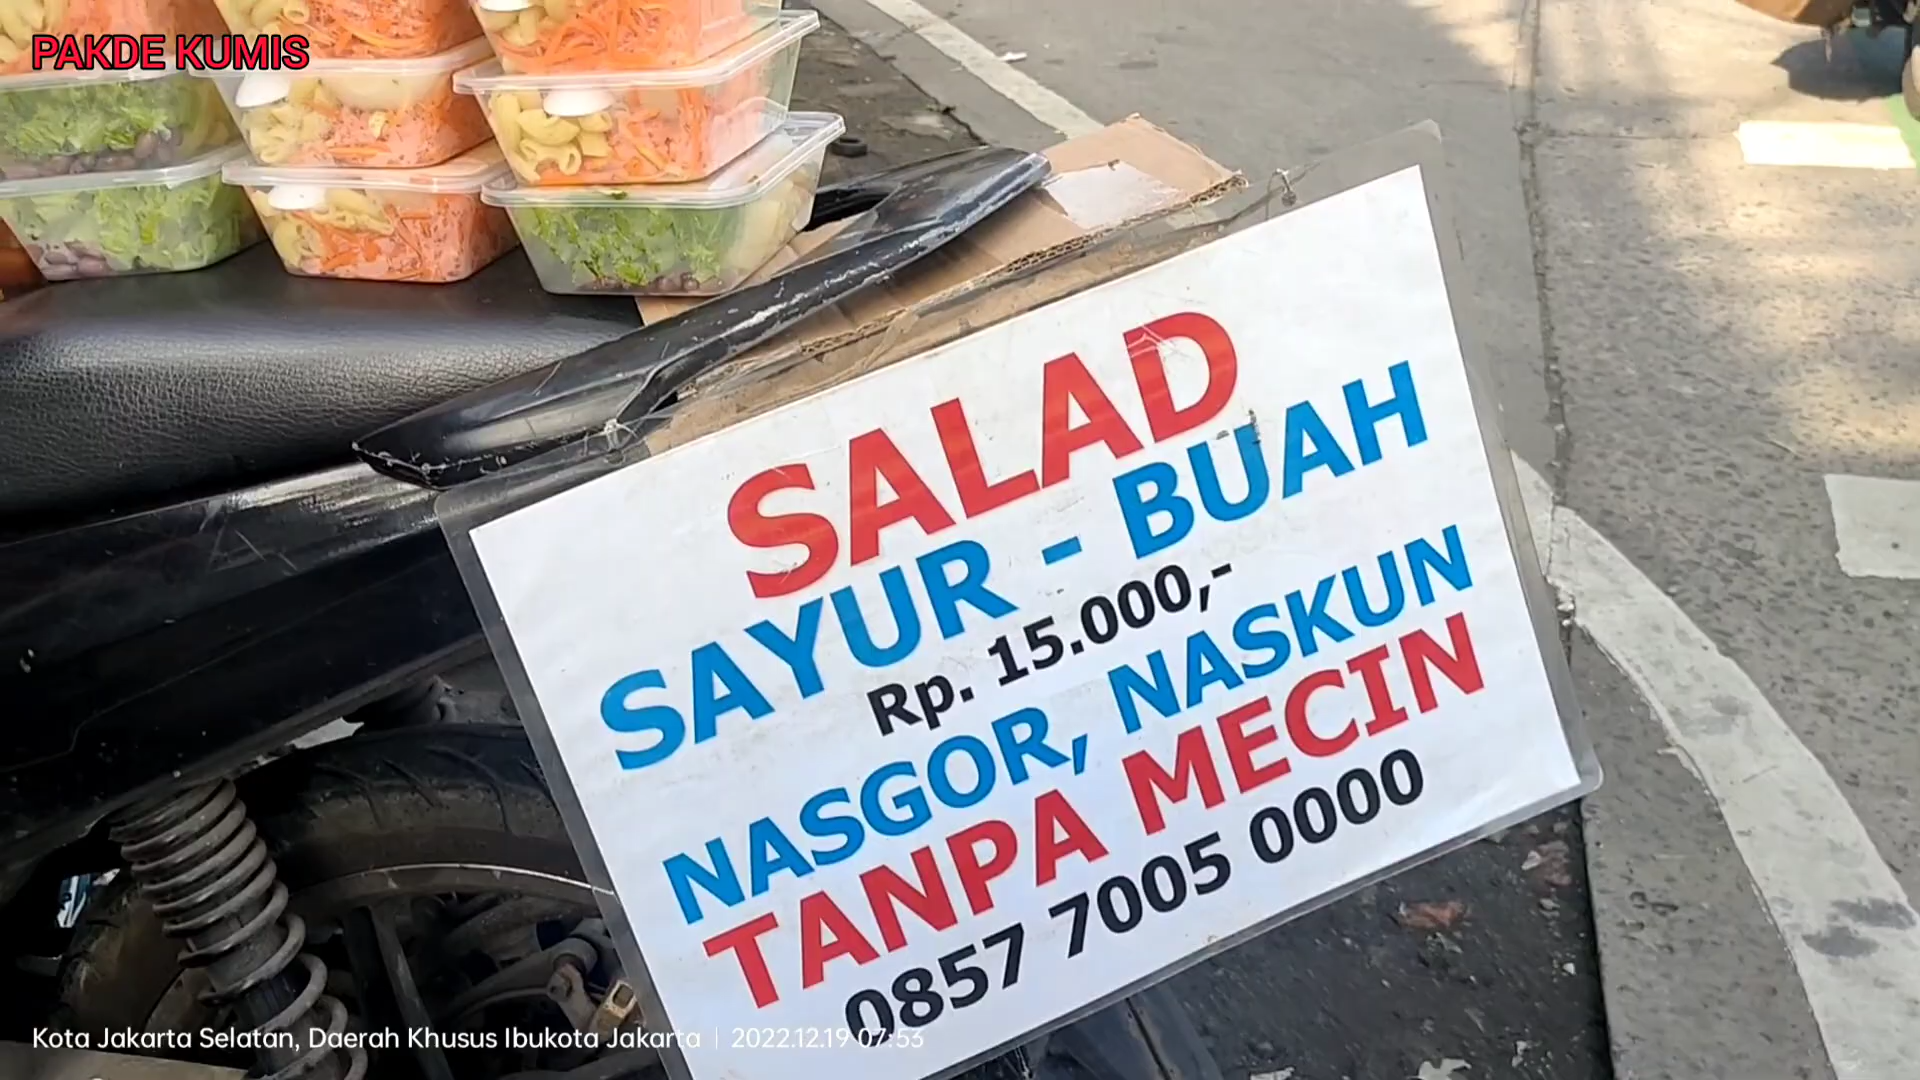 PAKDE KUMIS
SALAD
SAYUR - BUAH
Rp. 15.000,-
NASGOR, NASKUN
TANPA MECIN
0857 7005 0000
Kota Jakarta Selatan, Daerah Khusus Ibukota Jakarta | 2022.12.19 07:53